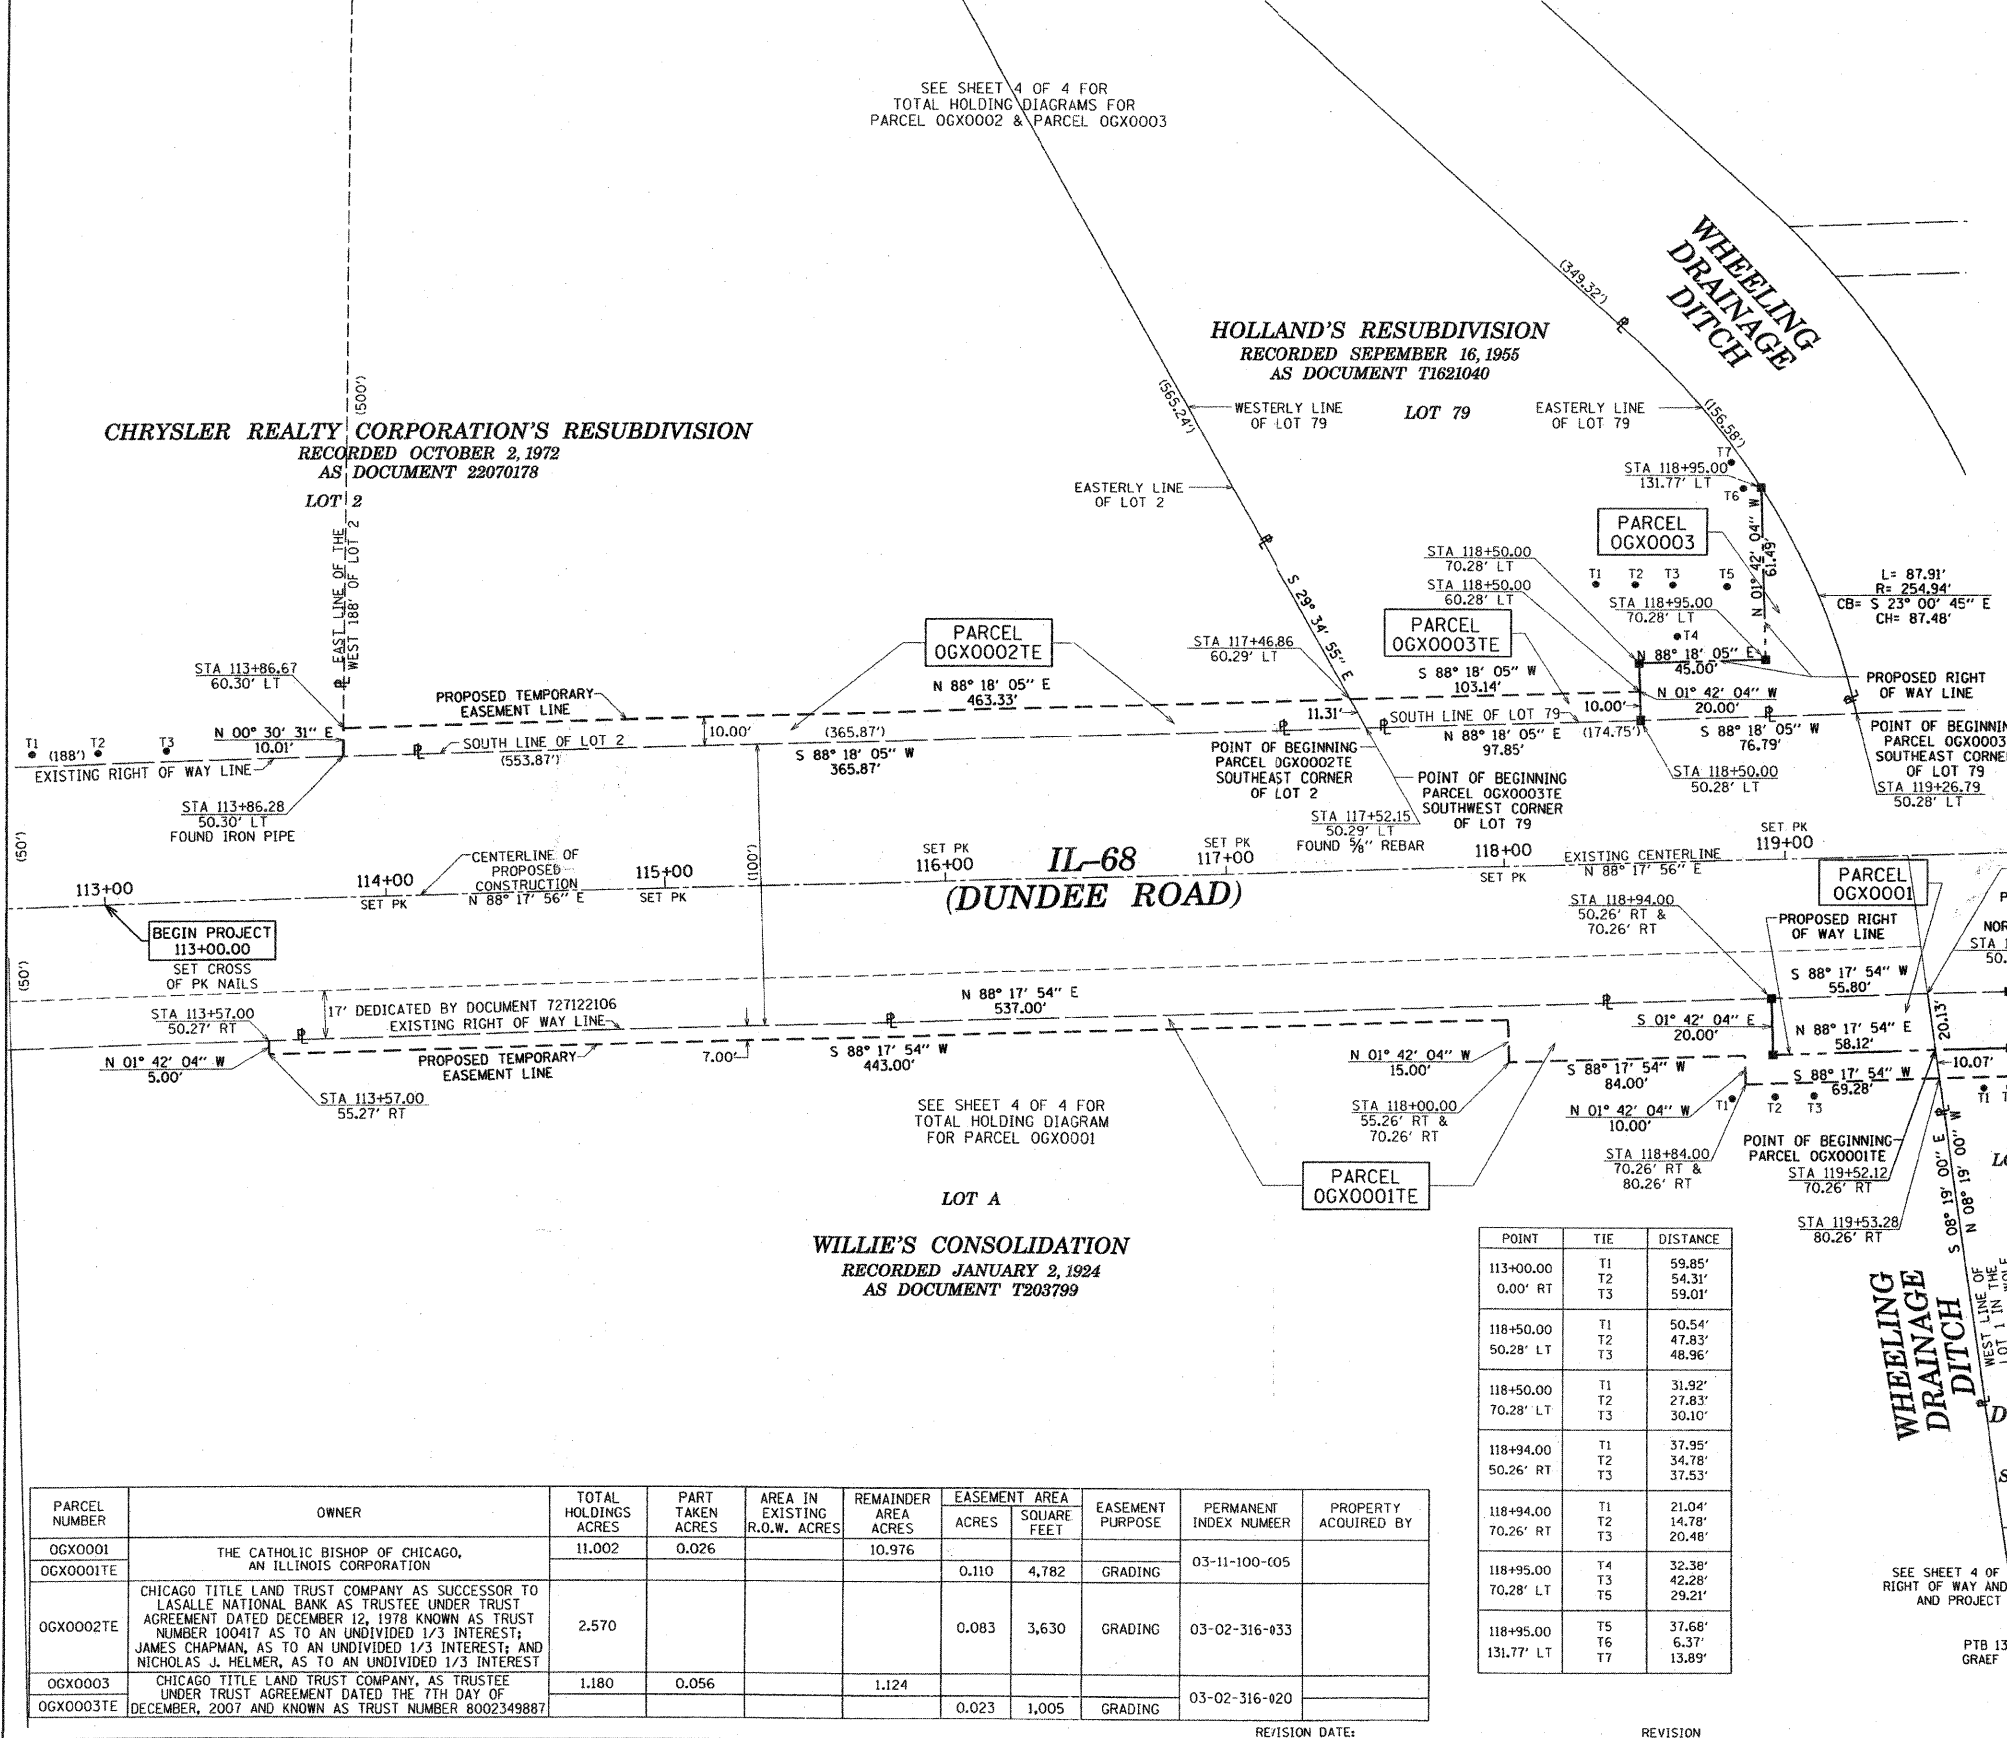 SEE SHEET 4 OF 4 FOR
TOTAL HOLDING DIAGRAMS FOR
PARCEL 0GX0002 & PARCEL 0GX0003
WHEELING
DRAINAGE
DITCH
(349.32')
HOLLAND'S RESUBDIVISION
RECORDED SEPEMBER 16, 1955
AS DOCUMENT T1621040
(565.24')
WESTERLY LINE
OF LOT 79
LOT 79
EASTERLY LINE
OF LOT 79
(156.58')
(500')
CHRYSLER REALTY CORPORATION'S RESUBDIVISION
RECORDED OCTOBER 2, 1972
AS DOCUMENT 22070178
LOT 2
EAST LINE OF THE
WEST 188' OF LOT 2
EASTERLY LINE
OF LOT 2
T7
STA 118+95.00
131.77' LT
T6
PARCEL
0GX0003
N 01° 42' 04" W
61.49'
STA 118+50.00
70.28' LT
STA 118+50.00
60.28' LT
T1 T2 T3 T5
STA 118+95.00
70.28' LT
T4
L= 87.91'
R= 254.94'
CB= S 23° 00' 45" E
CH= 87.48'
S 29° 34' 55" E
PARCEL
0GX0002TE
PARCEL
0GX0003TE
STA 117+46.86
60.29' LT
N 88° 18' 05" E
45.00'
S 88° 18' 05" W
103.14'
PROPOSED RIGHT
OF WAY LINE
STA 113+86.67
60.30' LT
N 88° 18' 05" E
463.33'
PROPOSED TEMPORARY
EASEMENT LINE
N 01° 42' 04" W
20.00'
10.00'
11.31'
SOUTH LINE OF LOT 79
N 88° 18' 05" E
97.85'
(174.75')
S 88° 18' 05" W
76.79'
N 00° 30' 31" E
10.01'
10.00'
(365.87')
S 88° 18' 05" W
365.87'
SOUTH LINE OF LOT 2
(553.87')
T1 (188') T2 T3
EXISTING RIGHT OF WAY LINE
POINT OF BEGINNING
PARCEL 0GX0002TE
SOUTHEAST CORNER
OF LOT 2
POINT OF BEGINNING
PARCEL 0GX0003TE
SOUTHWEST CORNER
OF LOT 79
POINT OF BEGINNIN
PARCEL 0GX0003
SOUTHEAST CORNE
OF LOT 79
STA 118+50.00
50.28' LT
STA 119+26.79
50.28' LT
STA 113+86.28
50.30' LT
FOUND IRON PIPE
STA 117+52.15
50.29' LT
FOUND 5/8" REBAR
(50')
CENTERLINE OF
PROPOSED
CONSTRUCTION
N 88° 17' 56" E
(100')
113+00
114+00
SET PK
115+00
SET PK
SET PK
116+00
IL-68
(DUNDEE ROAD)
SET PK
117+00
118+00
SET PK
EXISTING CENTERLINE
N 88° 17' 56" E
SET PK
119+00
PARCEL
0GX0001
BEGIN PROJECT
113+00.00
SET CROSS
OF PK NAILS
(50')
STA 118+94.00
50.26' RT &
70.26' RT
PROPOSED RIGHT
OF WAY LINE
NOR
STA 1
50.
S 88° 17' 54" W
55.80'
STA 113+57.00
50.27' RT
17' DEDICATED BY DOCUMENT 727122106
EXISTING RIGHT OF WAY LINE
N 88° 17' 54" E
537.00'
S 01° 42' 04" E
20.00'
N 88° 17' 54" E
58.12'
20.13'
N 01° 42' 04" W
5.00'
PROPOSED TEMPORARY
EASEMENT LINE
7.00'
S 88° 17' 54" W
443.00'
N 01° 42' 04" W
15.00'
S 88° 17' 54" W
84.00'
S 88° 17' 54" W
69.28'
10.07'
STA 113+57.00
55.27' RT
SEE SHEET 4 OF 4 FOR
TOTAL HOLDING DIAGRAM
FOR PARCEL 0GX0001
STA 118+00.00
55.26' RT &
70.26' RT
N 01° 42' 04" W
10.00'
T1 T2 T3
T1
STA 118+84.00
70.26' RT &
80.26' RT
POINT OF BEGINNING
PARCEL 0GX0001TE
STA 119+52.12
70.26' RT
PARCEL
0GX0001TE
STA 119+53.28
80.26' RT
S 08° 19' 00" E
N 08° 19' 00" W
LOT A
WILLIE'S CONSOLIDATION
RECORDED JANUARY 2, 1924
AS DOCUMENT T203799
WHEELING
DRAINAGE
DITCH
WEST LINE OF
LOT 1 IN THE
POINT TIE DISTANCE
113+00.00 T1 59.85'
T2 54.31'
0.00' RT T3 59.01'
118+50.00 T1 50.54'
T2 47.83'
50.28' LT T3 48.96'
118+50.00 T1 31.92'
T2 27.83'
70.28' LT T3 30.10'
118+94.00 T1 37.95'
T2 34.78'
50.26' RT T3 37.53'
118+94.00 T1 21.04'
T2 14.78'
70.26' RT T3 20.48'
118+95.00 T4 32.38'
T3 42.28'
70.28' LT T5 29.21'
118+95.00 T5 37.68'
T6 6.37'
131.77' LT T7 13.89'
PARCEL NUMBER OWNER TOTAL HOLDINGS ACRES PART TAKEN ACRES AREA IN EXISTING R.O.W. ACRES REMAINDER AREA ACRES EASEMENT AREA ACRES SQUARE FEET EASEMENT PURPOSE PERMANENT INDEX NUMBER PROPERTY ACQUIRED BY
0GX0001 THE CATHOLIC BISHOP OF CHICAGO, 11.002 0.026 10.976
0GX0001TE AN ILLINOIS CORPORATION 0.110 4,782 GRADING 03-11-100-005
CHICAGO TITLE LAND TRUST COMPANY AS SUCCESSOR TO
LASALLE NATIONAL BANK AS TRUSTEE UNDER TRUST
AGREEMENT DATED DECEMBER 12, 1978 KNOWN AS TRUST
0GX0002TE NUMBER 100417 AS TO AN UNDIVIDED 1/3 INTEREST; 2.570 0.083 3,630 GRADING 03-02-316-033
JAMES CHAPMAN, AS TO AN UNDIVIDED 1/3 INTEREST; AND
NICHOLAS J. HELMER, AS TO AN UNDIVIDED 1/3 INTEREST
0GX0003 CHICAGO TITLE LAND TRUST COMPANY, AS TRUSTEE 1.180 0.056 1.124
UNDER TRUST AGREEMENT DATED THE 7TH DAY OF
0GX0003TE DECEMBER, 2007 AND KNOWN AS TRUST NUMBER 8002349887 0.023 1,005 GRADING 03-02-316-020
SEE SHEET 4 OF
RIGHT OF WAY AND
AND PROJECT
PTB 13
GRAEF
REVISION DATE:
REVISION